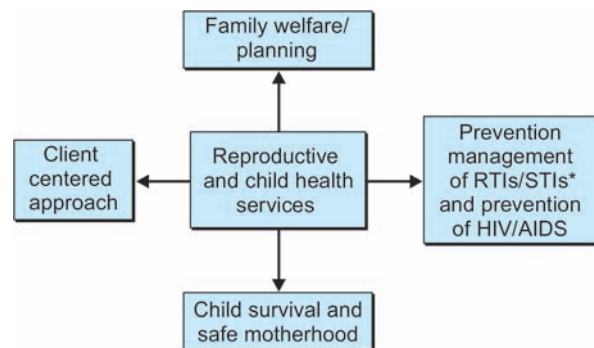 Family welfare/
planning
Client
centered
approach
Reproductive
and child health
services
Prevention
management
of RTIs/STIs*
and prevention
of HIV/AIDS
Child survival and
safe motherhood